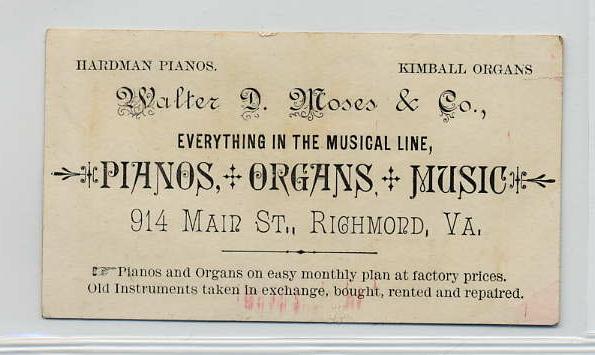 HARDMAN PIANOS. KIMBALL ORGANS
Walter D. Moses & Co.,
EVERYTHING IN THE MUSICAL LINE,
PIANOS, ORGANS, MUSIC
914 MAIN ST., RICHMOND, VA.
☞Pianos and Organs on easy monthly plan at factory prices.
Old Instruments taken in exchange, bought, rented and repaired.